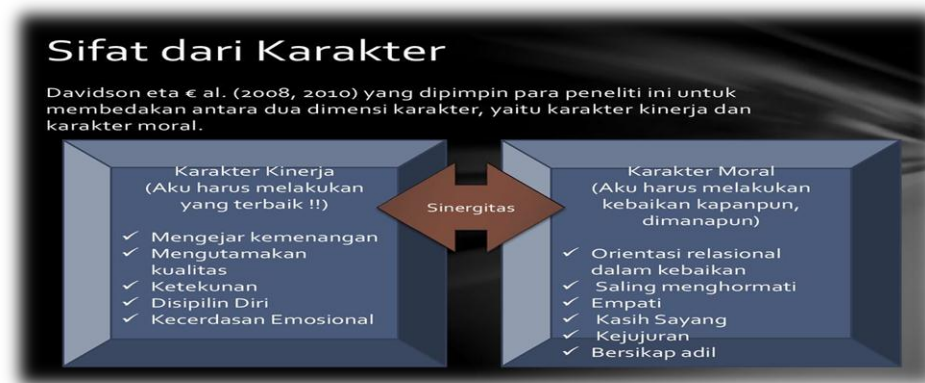 Sifat dari Karakter
Davidson eta € al. (2008, 2010) yang dipimpin para peneliti ini untuk
membedakan antara dua dimensi karakter, yaitu karakter kinerja dan
karakter moral.
Karakter Kinerja
(Aku harus melakukan
yang terbaik !!)
✓ Mengejar kemenangan
✓ Mengutamakan
kualitas
✓ Ketekunan
✓ Disipilin Diri
✓ Kecerdasan Emosional
Sinergitas
Karakter Moral
(Aku harus melakukan
kebaikan kapanpun,
dimanapun)
✓ Orientasi relasional
dalam kebaikan
✓ Saling menghormati
✓ Empati
✓ Kasih Sayang
✓ Kejujuran
✓ Bersikap adil